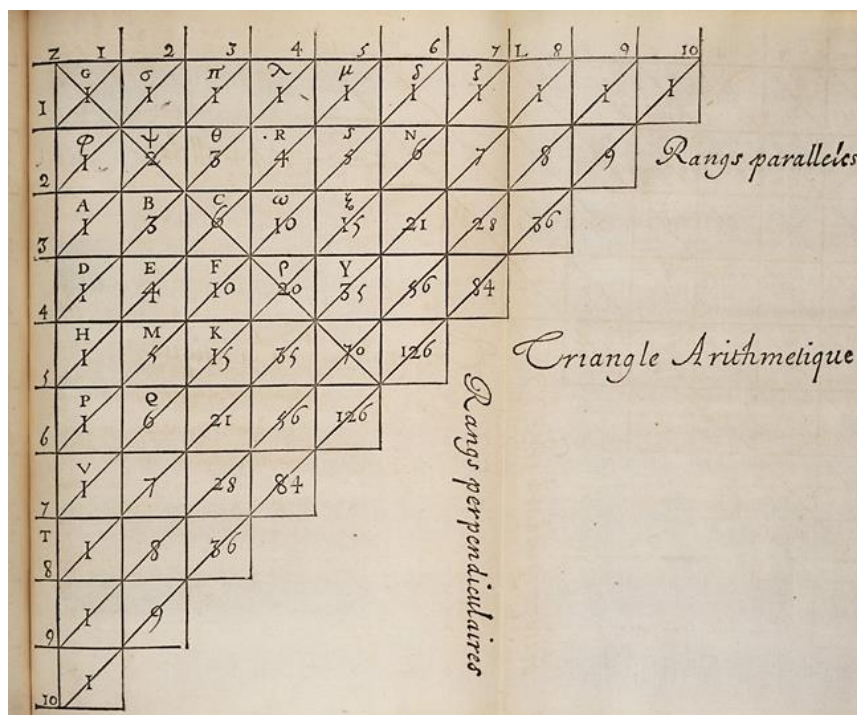 Z 1 2 3 4 5 6 7 L 8 9 10
G σ π λ μ δ ζ
1 1 1 1 1 1 1 1 1 1 1
φ ψ θ R S N
2 1 2 3 4 5 6 7 8 9
Rangs paralleles
A B C ω ξ
3 1 3 6 10 15 21 28 36
D E F ρ Y
4 1 4 10 20 35 56 84
H M K
5 1 5 15 35 70 126
Triangle Arithmetique
P Q
6 1 6 21 56 126
Rangs perpendiculaires
V
7 1 7 28 84
T
8 1 8 36
9 1 9
10 1